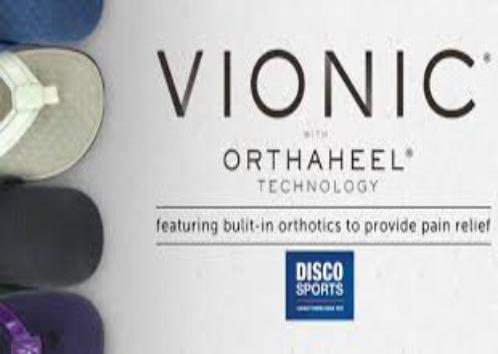 VIONIC®
WITH
ORTHAHEEL®
TECHNOLOGY
featuring bulit-in orthotics to provide pain relief
DISCO
SPORTS